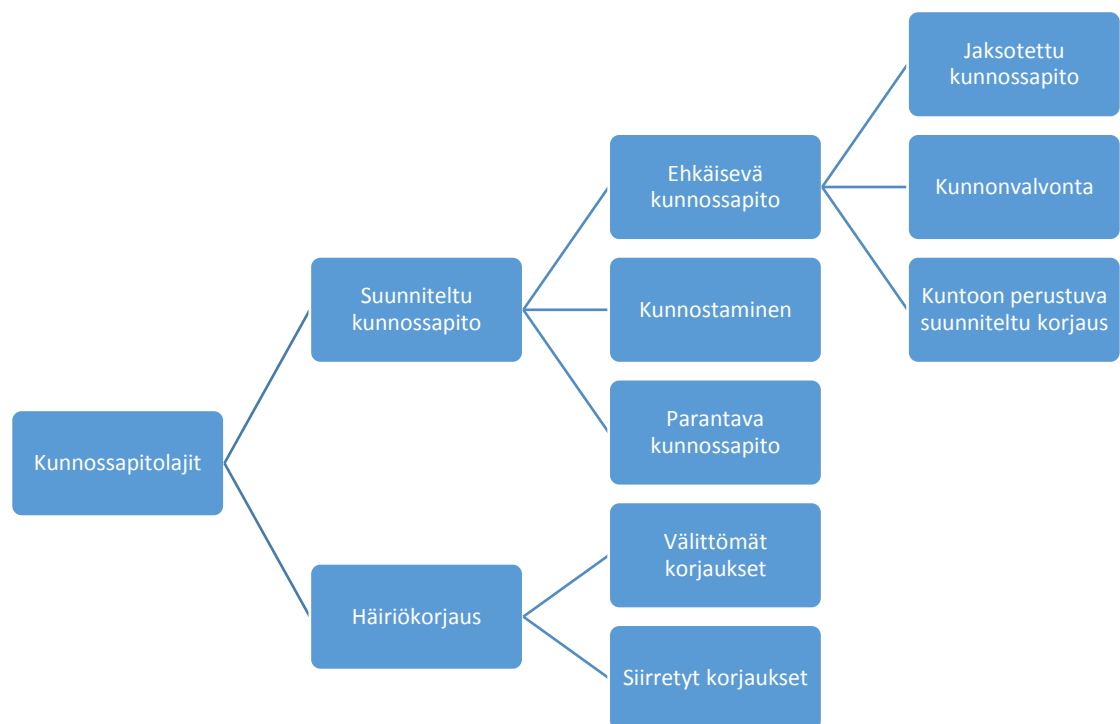 Jaksotettu
kunnossapito
Ehkäisevä
kunnossapito
Kunnonvalvonta
Suunniteltu
kunnossapito
Kunnostaminen
Kuntoon perustuva
suunniteltu korjaus
Parantava
kunnossapito
Kunnossapitolajit
Välittömät
korjaukset
Häiriökorjaus
Siirretyt korjaukset